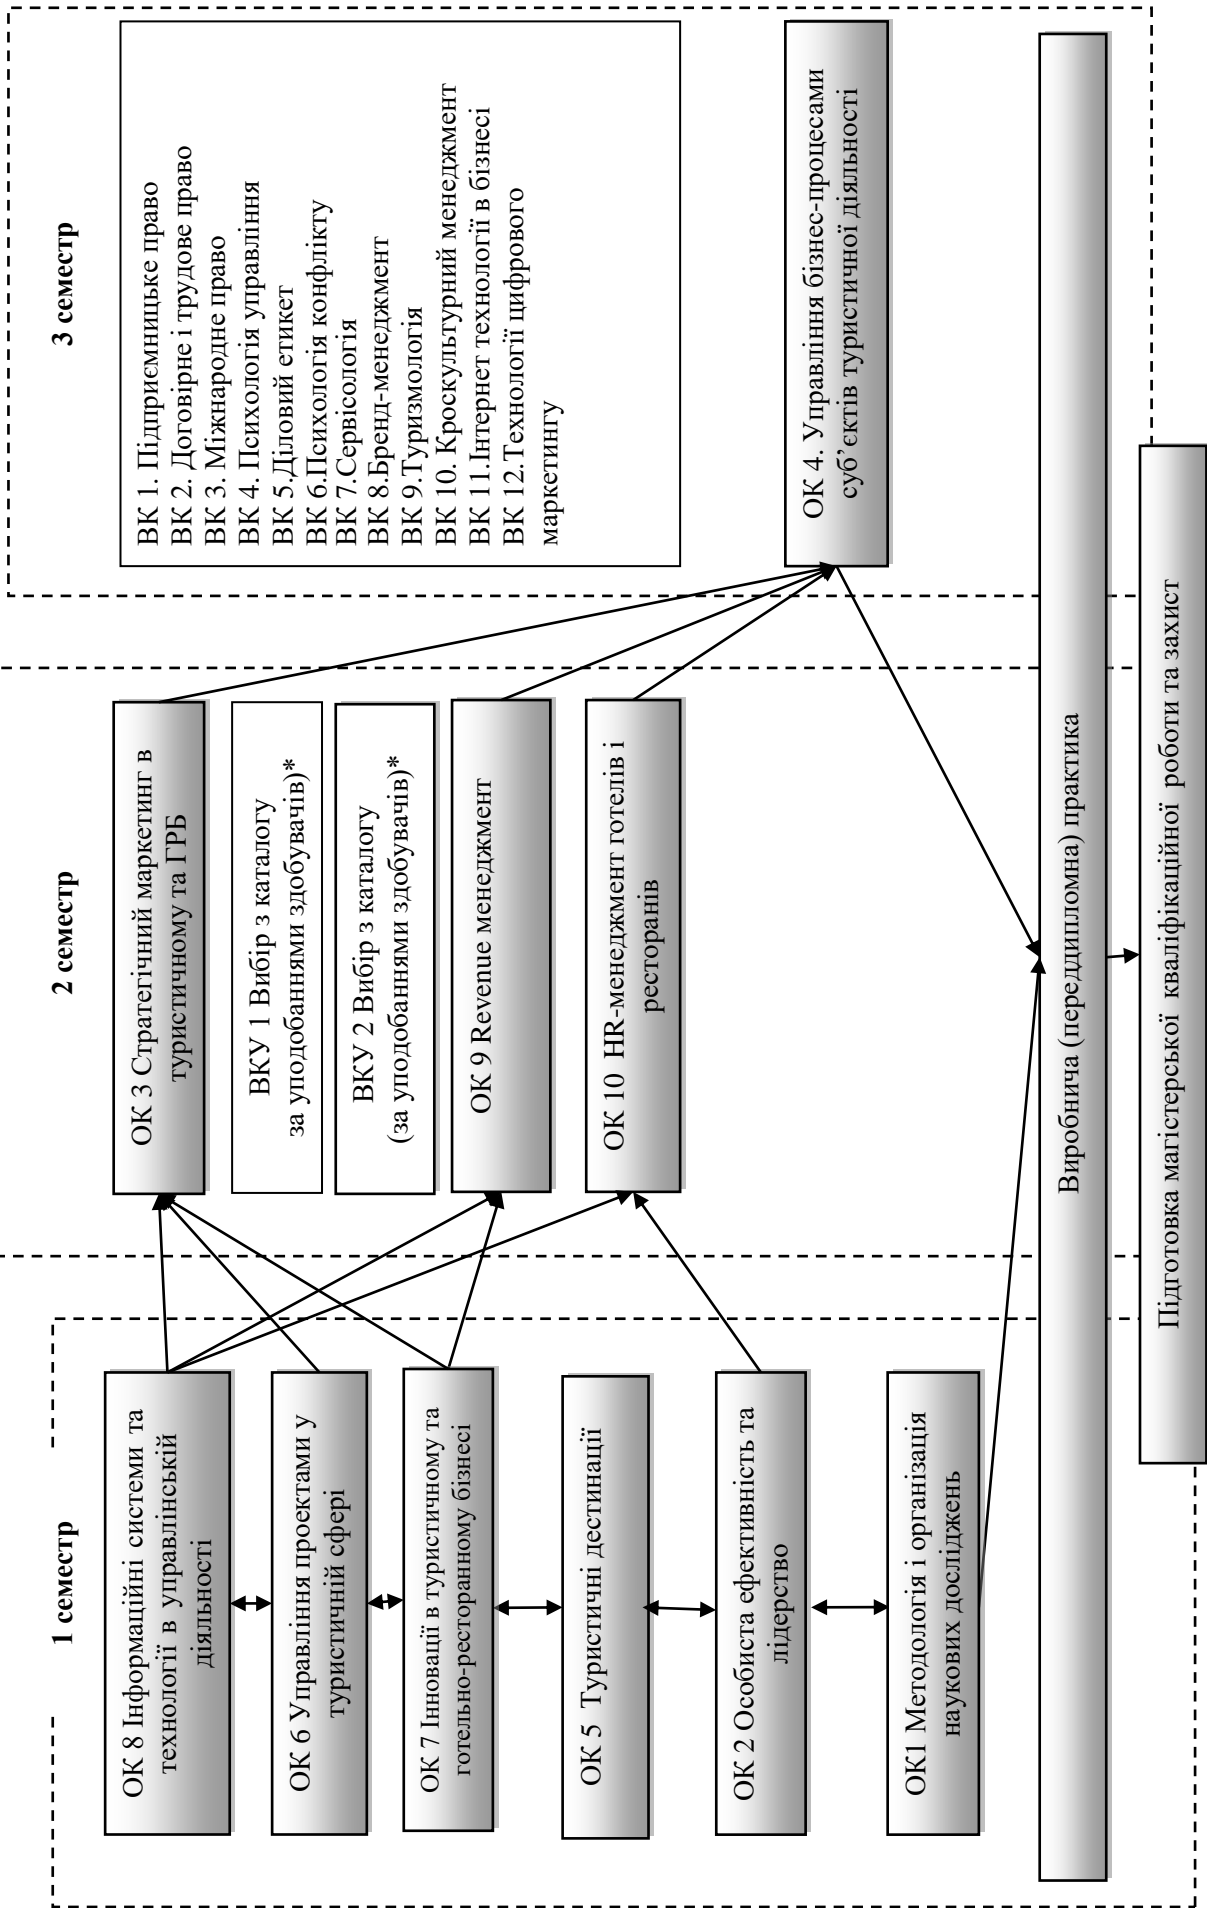 1 семестр
ОК 8 Інформаційні системи та
технології в управлінській
діяльності
ОК 6 Управління проектами у
туристичній сфері
ОК 7 Інновації в туристичному та
готельно-ресторанному бізнесі
ОК 5 Туристичні дестинації
ОК 2 Особиста ефективність та
лідерство
ОК1 Методологія і організація
наукових досліджень
2 семестр
ОК 3 Стратегічний маркетинг в
туристичному та ГРБ
ВКУ 1 Вибір з каталогу
за уподобаннями здобувачів)*
ВКУ 2 Вибір з каталогу
(за уподобаннями здобувачів)*
ОК 9 Revenue менеджмент
ОК 10 HR-менеджмент готелів і
ресторанів
3 семестр
ВК 1. Підприємницьке право
ВК 2. Договірне і трудове право
ВК 3. Міжнародне право
ВК 4. Психологія управління
ВК 5.Діловий етикет
ВК 6.Психологія конфлікту
ВК 7.Сервісологія
ВК 8.Бренд-менеджмент
ВК 9.Туризмологія
ВК 10. Кроскультурний менеджмент
ВК 11.Інтернет технології в бізнесі
ВК 12.Технології цифрового
маркетингу
ОК 4. Управління бізнес-процесами
суб’єктів туристичної діяльності
Виробнича (переддипломна) практика
Підготовка магістерської кваліфікаційної роботи та захист